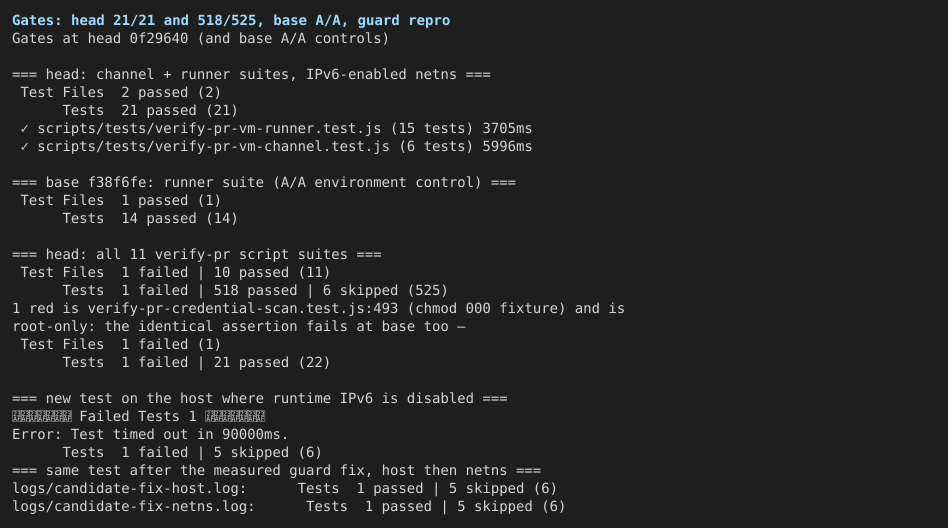 Gates: head 21/21 and 518/525, base A/A, guard repro
Gates at head 0f29640 (and base A/A controls)
=== head: channel + runner suites, IPv6-enabled netns ===
Test Files  2 passed (2)
Tests  21 passed (21)
✓ scripts/tests/verify-pr-vm-runner.test.js (15 tests) 3705ms
✓ scripts/tests/verify-pr-vm-channel.test.js (6 tests) 5996ms
=== base f38f6fe: runner suite (A/A environment control) ===
Test Files  1 passed (1)
Tests  14 passed (14)
=== head: all 11 verify-pr script suites ===
Test Files  1 failed | 10 passed (11)
Tests  1 failed | 518 passed | 6 skipped (525)
1 red is verify-pr-credential-scan.test.js:493 (chmod 000 fixture) and is
root-only: the identical assertion fails at base too —
Test Files  1 failed (1)
Tests  1 failed | 21 passed (22)
=== new test on the host where runtime IPv6 is disabled ===
Failed Tests 1
Error: Test timed out in 90000ms.
Tests  1 failed | 5 skipped (6)
=== same test after the measured guard fix, host then netns ===
logs/candidate-fix-host.log:      Tests  1 passed | 5 skipped (6)
logs/candidate-fix-netns.log:      Tests  1 passed | 5 skipped (6)